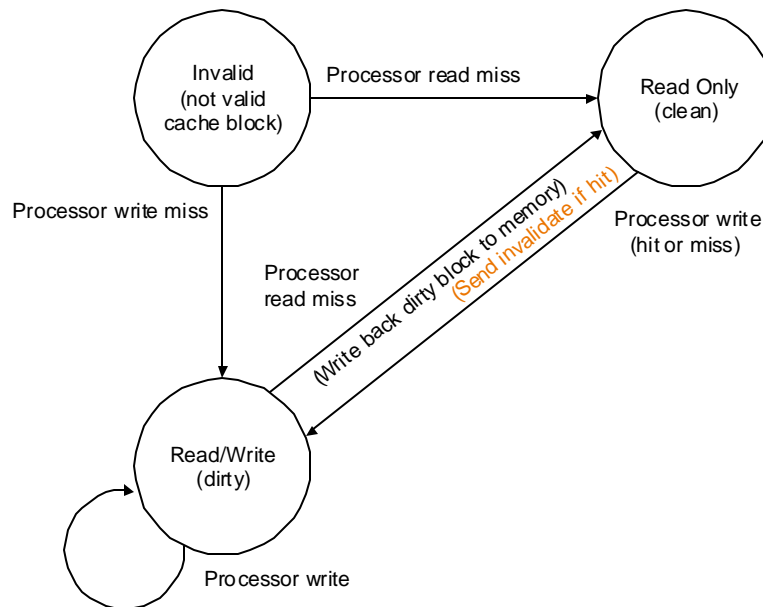 Invalid
(not valid
cache block)
Processor read miss
Read Only
(clean)
Processor write miss
Processor write
(hit or miss)
Processor
read miss
(Write back dirty block to memory)
(Send invalidate if hit)
Read/Write
(dirty)
Processor write